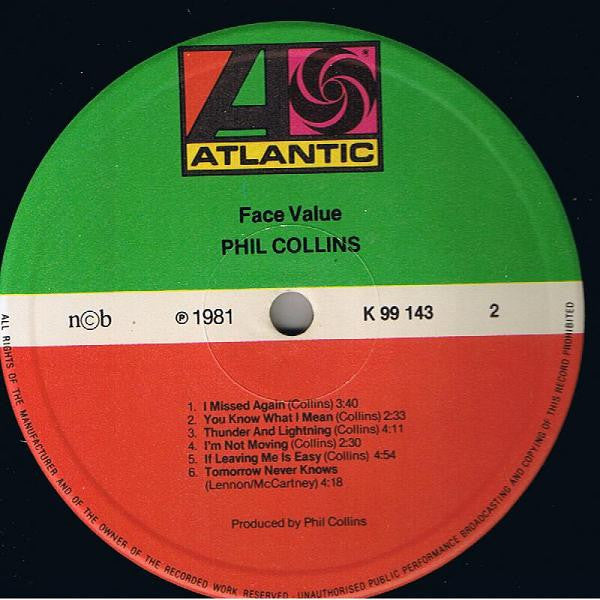 ATLANTIC
Face Value
PHIL COLLINS
n©b ℗ 1981 K 99 143 2
1. I Missed Again (Collins) 3:40
2. You Know What I Mean (Collins) 2:33
3. Thunder And Lightning (Collins) 4:11
4. I'm Not Moving (Collins) 2:30
5. If Leaving Me Is Easy (Collins) 4:54
6. Tomorrow Never Knows
(Lennon/McCartney) 4:18
Produced by Phil Collins
ALL RIGHTS OF THE MANUFACTURER AND OF THE OWNER OF THE RECORDED WORK RESERVED - UNAUTHORISED PUBLIC PERFORMANCE BROADCASTING AND COPYING OF THIS RECORD PROHIBITED